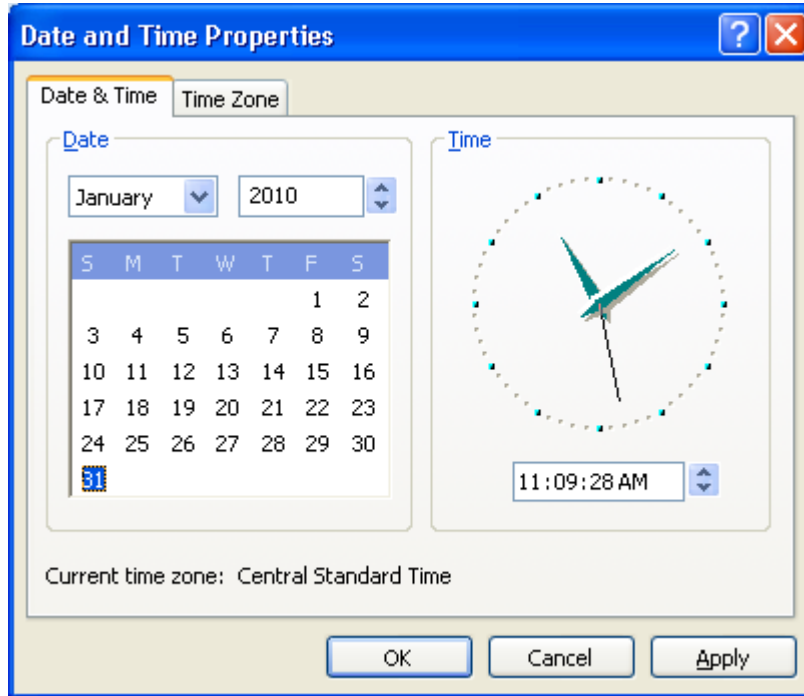 Date and Time Properties
Date & Time Time Zone
Date
January 2010
S M T W T F S
1 2
3 4 5 6 7 8 9
10 11 12 13 14 15 16
17 18 19 20 21 22 23
24 25 26 27 28 29 30
31
Time
11:09:28 AM
Current time zone: Central Standard Time
OK Cancel Apply